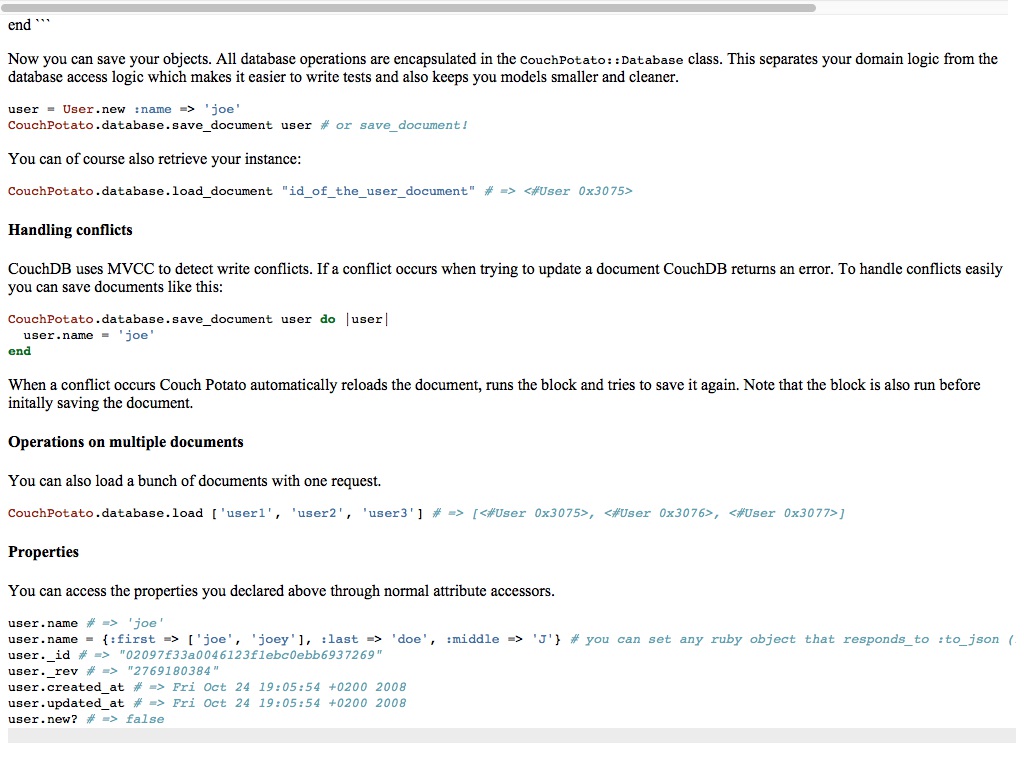 end ```
Now you can save your objects. All database operations are encapsulated in the CouchPotato::Database class. This separates your domain logic from the
database access logic which makes it easier to write tests and also keeps you models smaller and cleaner.
user = User.new :name => 'joe'
CouchPotato.database.save_document user # or save_document!
You can of course also retrieve your instance:
CouchPotato.database.load_document "id_of_the_user_document" # => <#User 0x3075>
Handling conflicts
CouchDB uses MVCC to detect write conflicts. If a conflict occurs when trying to update a document CouchDB returns an error. To handle conflicts easily
you can save documents like this:
CouchPotato.database.save_document user do |user|
  user.name = 'joe'
end
When a conflict occurs Couch Potato automatically reloads the document, runs the block and tries to save it again. Note that the block is also run before
initally saving the document.
Operations on multiple documents
You can also load a bunch of documents with one request.
CouchPotato.database.load ['user1', 'user2', 'user3'] # => [<#User 0x3075>, <#User 0x3076>, <#User 0x3077>]
Properties
You can access the properties you declared above through normal attribute accessors.
user.name # => 'joe'
user.name = {:first => ['joe', 'joey'], :last => 'doe', :middle => 'J'} # you can set any ruby object that responds_to :to_json (
user._id # => "02097f33a0046123f1ebc0ebb6937269"
user._rev # => "2769180384"
user.created_at # => Fri Oct 24 19:05:54 +0200 2008
user.updated_at # => Fri Oct 24 19:05:54 +0200 2008
user.new? # => false